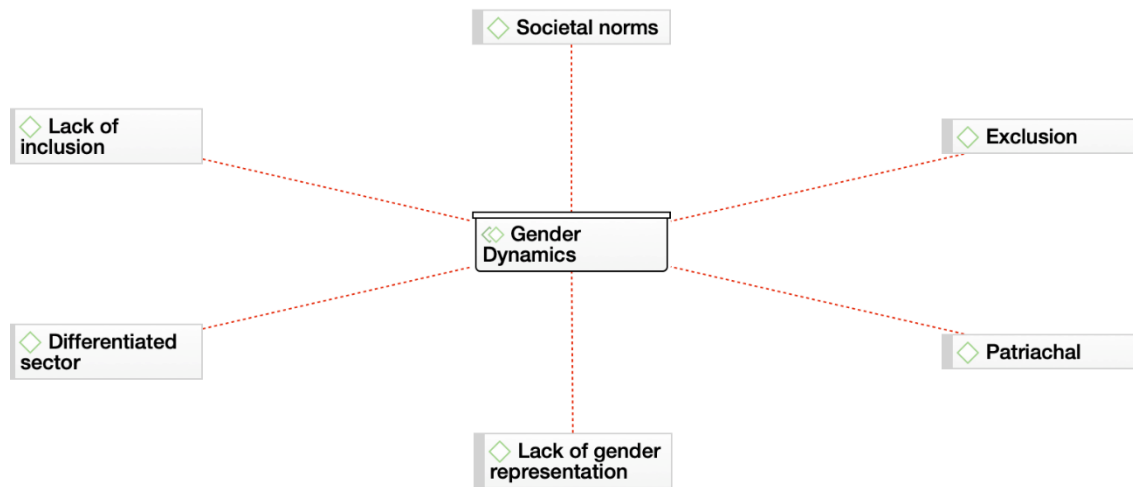 Societal norms
Lack of
inclusion
Exclusion
Gender
Dynamics
Differentiated
sector
Patriachal
Lack of gender
representation